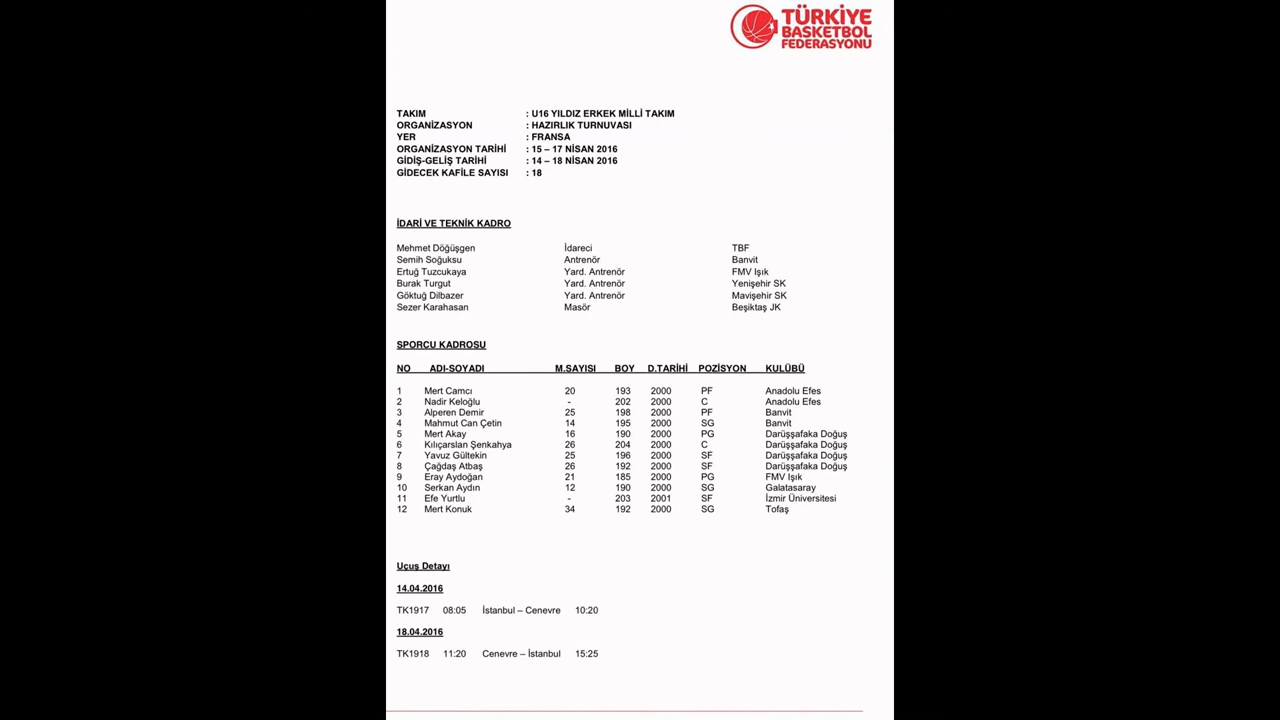 TÜRKİYE
BASKETBOL
FEDERASYONU
TAKIM : U16 YILDIZ ERKEK MİLLİ TAKIM
ORGANİZASYON : HAZIRLIK TURNUVASI
YER : FRANSA
ORGANİZASYON TARİHİ : 15 – 17 NİSAN 2016
GİDİŞ-GELİŞ TARİHİ : 14 – 18 NİSAN 2016
GİDECEK KAFİLE SAYISI : 18
İDARİ VE TEKNİK KADRO
Mehmet Döğüşgen İdareci TBF
Semih Soğuksu Antrenör Banvit
Ertuğ Tuzcukaya Yard. Antrenör FMV Işık
Burak Turgut Yard. Antrenör Yenişehir SK
Göktuğ Dilbazer Yard. Antrenör Mavişehir SK
Sezer Karahasan Masör Beşiktaş JK
SPORCU KADROSU
NO ADI-SOYADI M.SAYISI BOY D.TARİHİ POZİSYON KULÜBÜ
1 Mert Camcı 20 193 2000 PF Anadolu Efes
2 Nadir Keloğlu - 202 2000 C Anadolu Efes
3 Alperen Demir 25 198 2000 PF Banvit
4 Mahmut Can Çetin 14 195 2000 SG Banvit
5 Mert Akay 16 190 2000 PG Darüşşafaka Doğuş
6 Kılıçarslan Şenkahya 26 204 2000 C Darüşşafaka Doğuş
7 Yavuz Gültekin 25 196 2000 SF Darüşşafaka Doğuş
8 Çağdaş Atbaş 26 192 2000 SF Darüşşafaka Doğuş
9 Eray Aydoğan 21 185 2000 PG FMV Işık
10 Serkan Aydın 12 190 2000 SG Galatasaray
11 Efe Yurtlu - 203 2001 SF İzmir Üniversitesi
12 Mert Konuk 34 192 2000 SG Tofaş
Uçuş Detayı
14.04.2016
TK1917 08:05 İstanbul – Cenevre 10:20
18.04.2016
TK1918 11:20 Cenevre – İstanbul 15:25